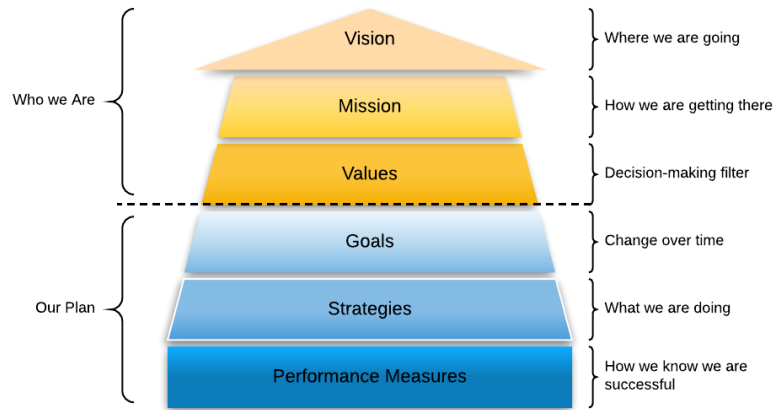 Vision
Where we are going
Who we Are
Mission
How we are getting there
Values
Decision-making filter
Goals
Change over time
Our Plan
Strategies
What we are doing
Performance Measures
How we know we are
successful